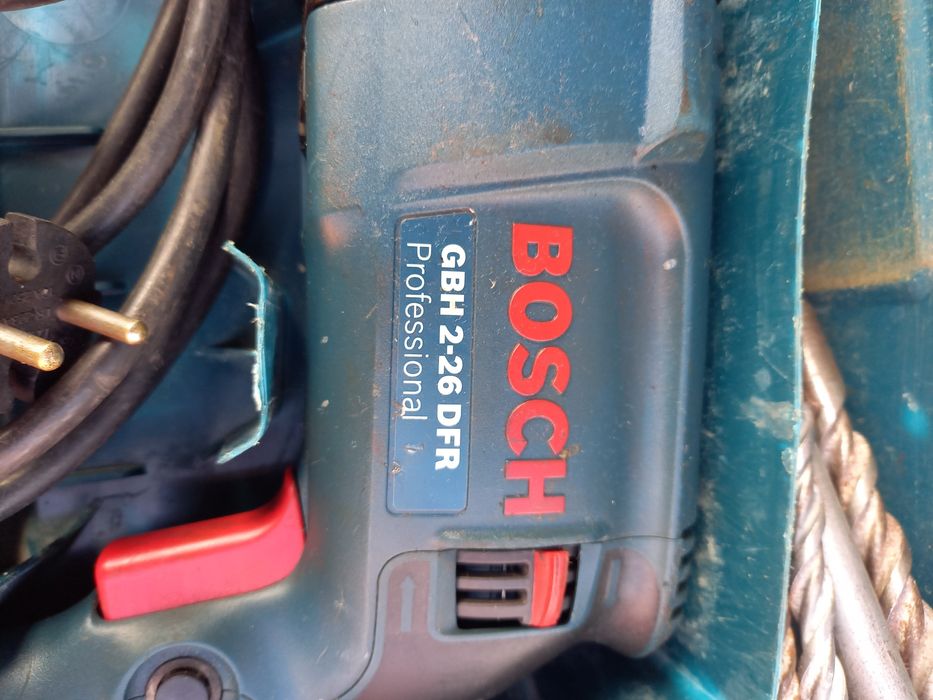 BOSCH
GBH 2-26 DFR
Professional